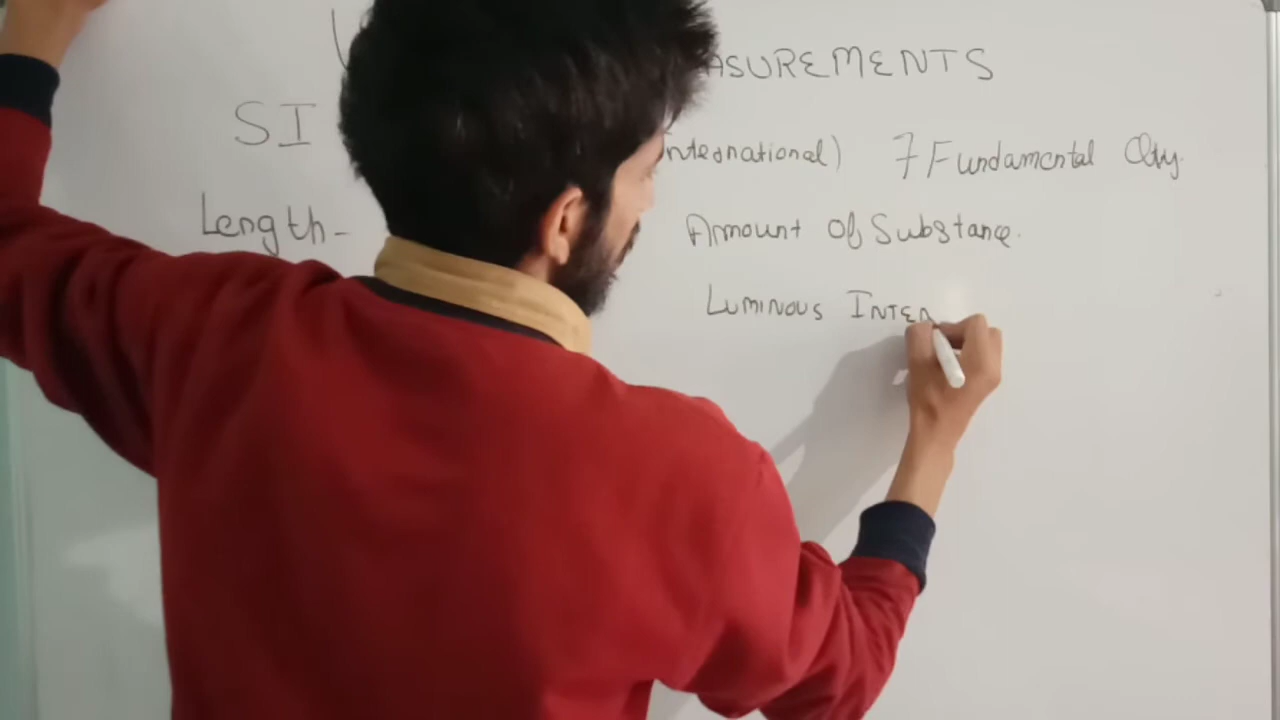 ASUREMENTS
SI nternational) 7 Fundamental Qty.
Length- Amount Of Substance.
LUMINOUS INTEN